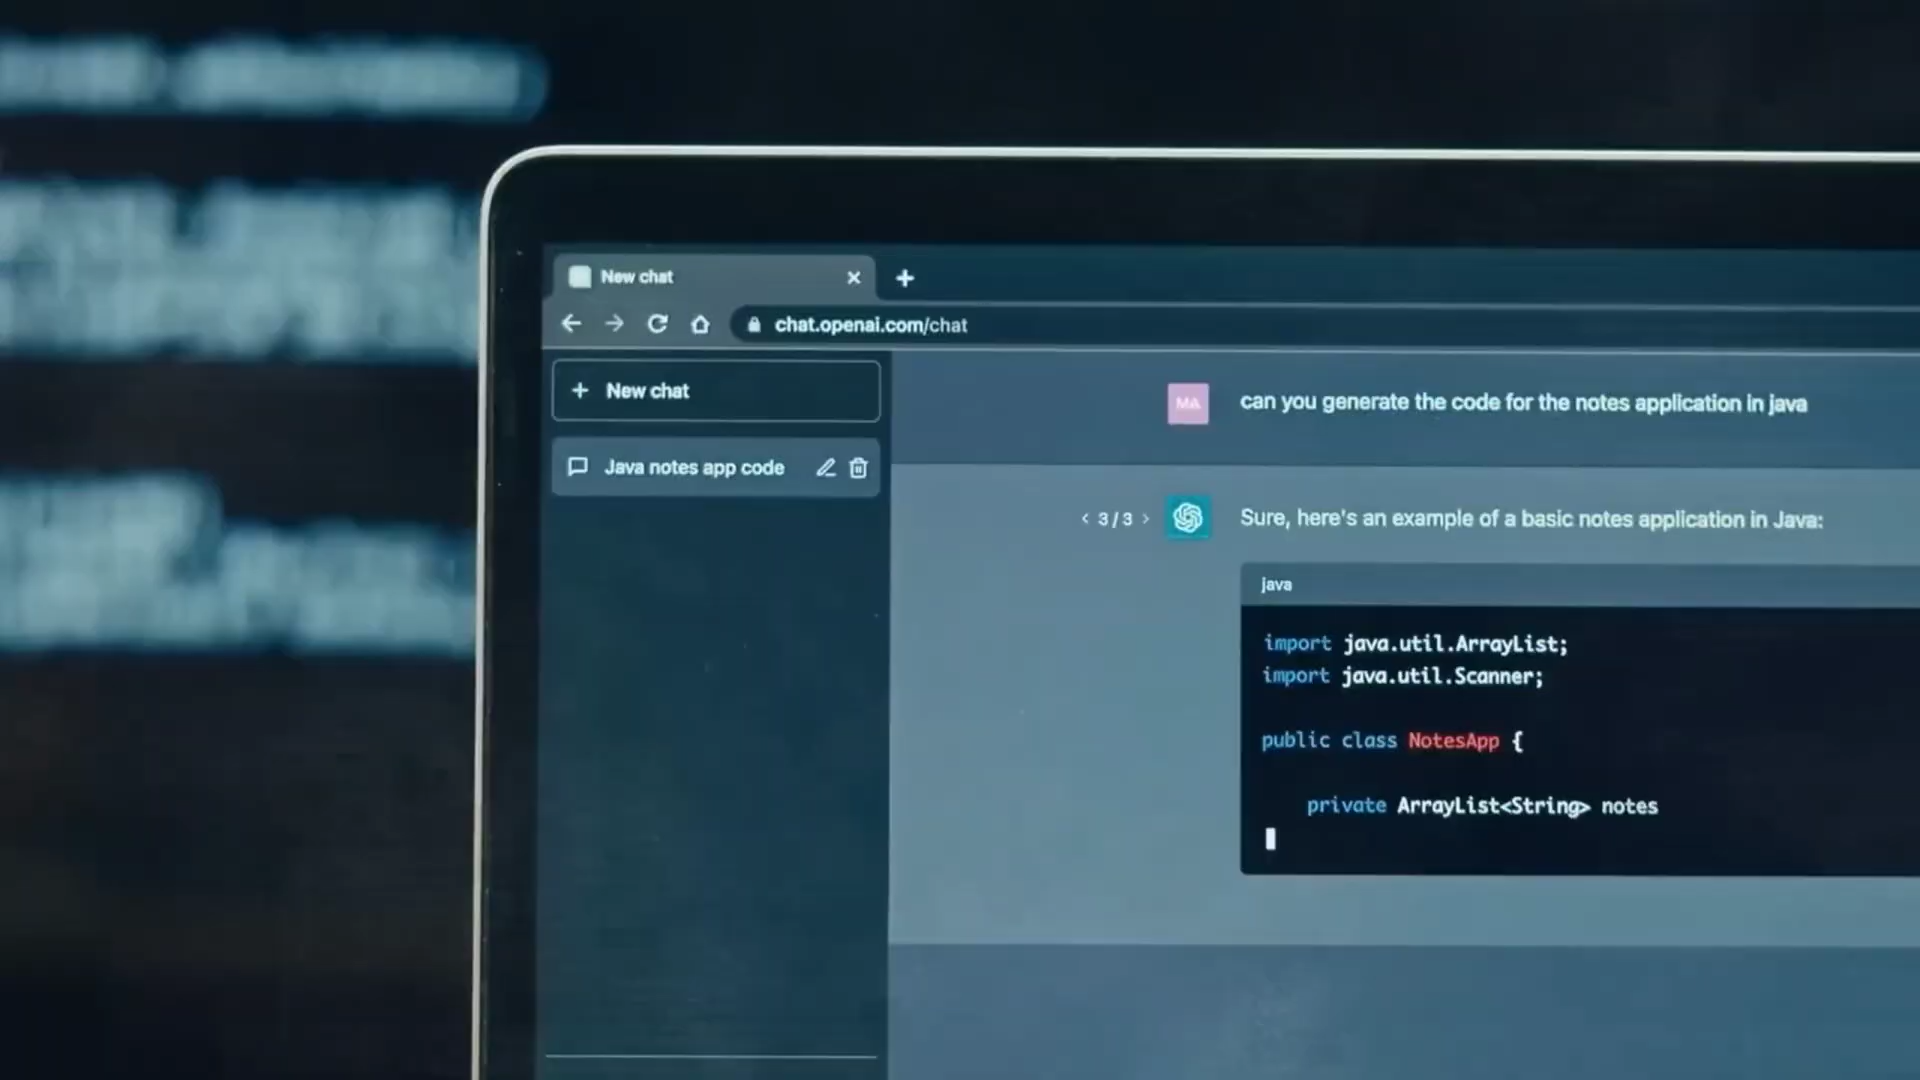 New chat
chat.openai.com/chat
New chat
Java notes app code
MA
can you generate the code for the notes application in java
3 / 3
Sure, here's an example of a basic notes application in Java:
java
import java.util.ArrayList;
import java.util.Scanner;
public class NotesApp {
private ArrayList<String> notes